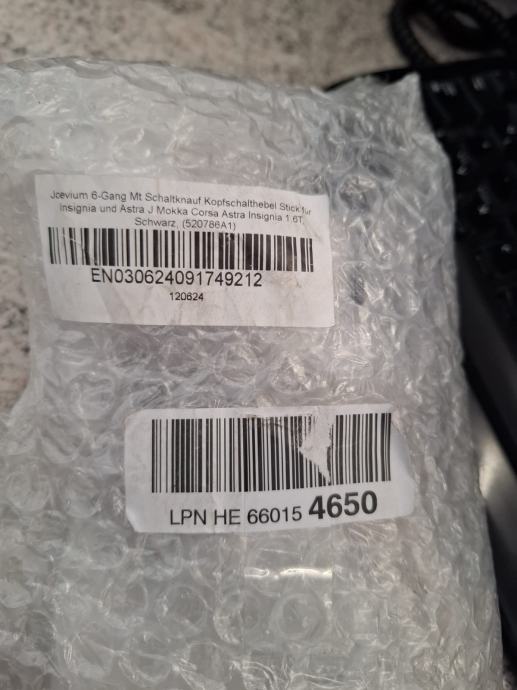 Jcevium 6-Gang Mt Schaltknauf Kopfschalthebel Stick für
Insignia und Astra J Mokka Corsa Astra Insignia 1.6T,
Schwarz, (520786A1)
EN030624091749212
120624
LPN HE 66015 4650